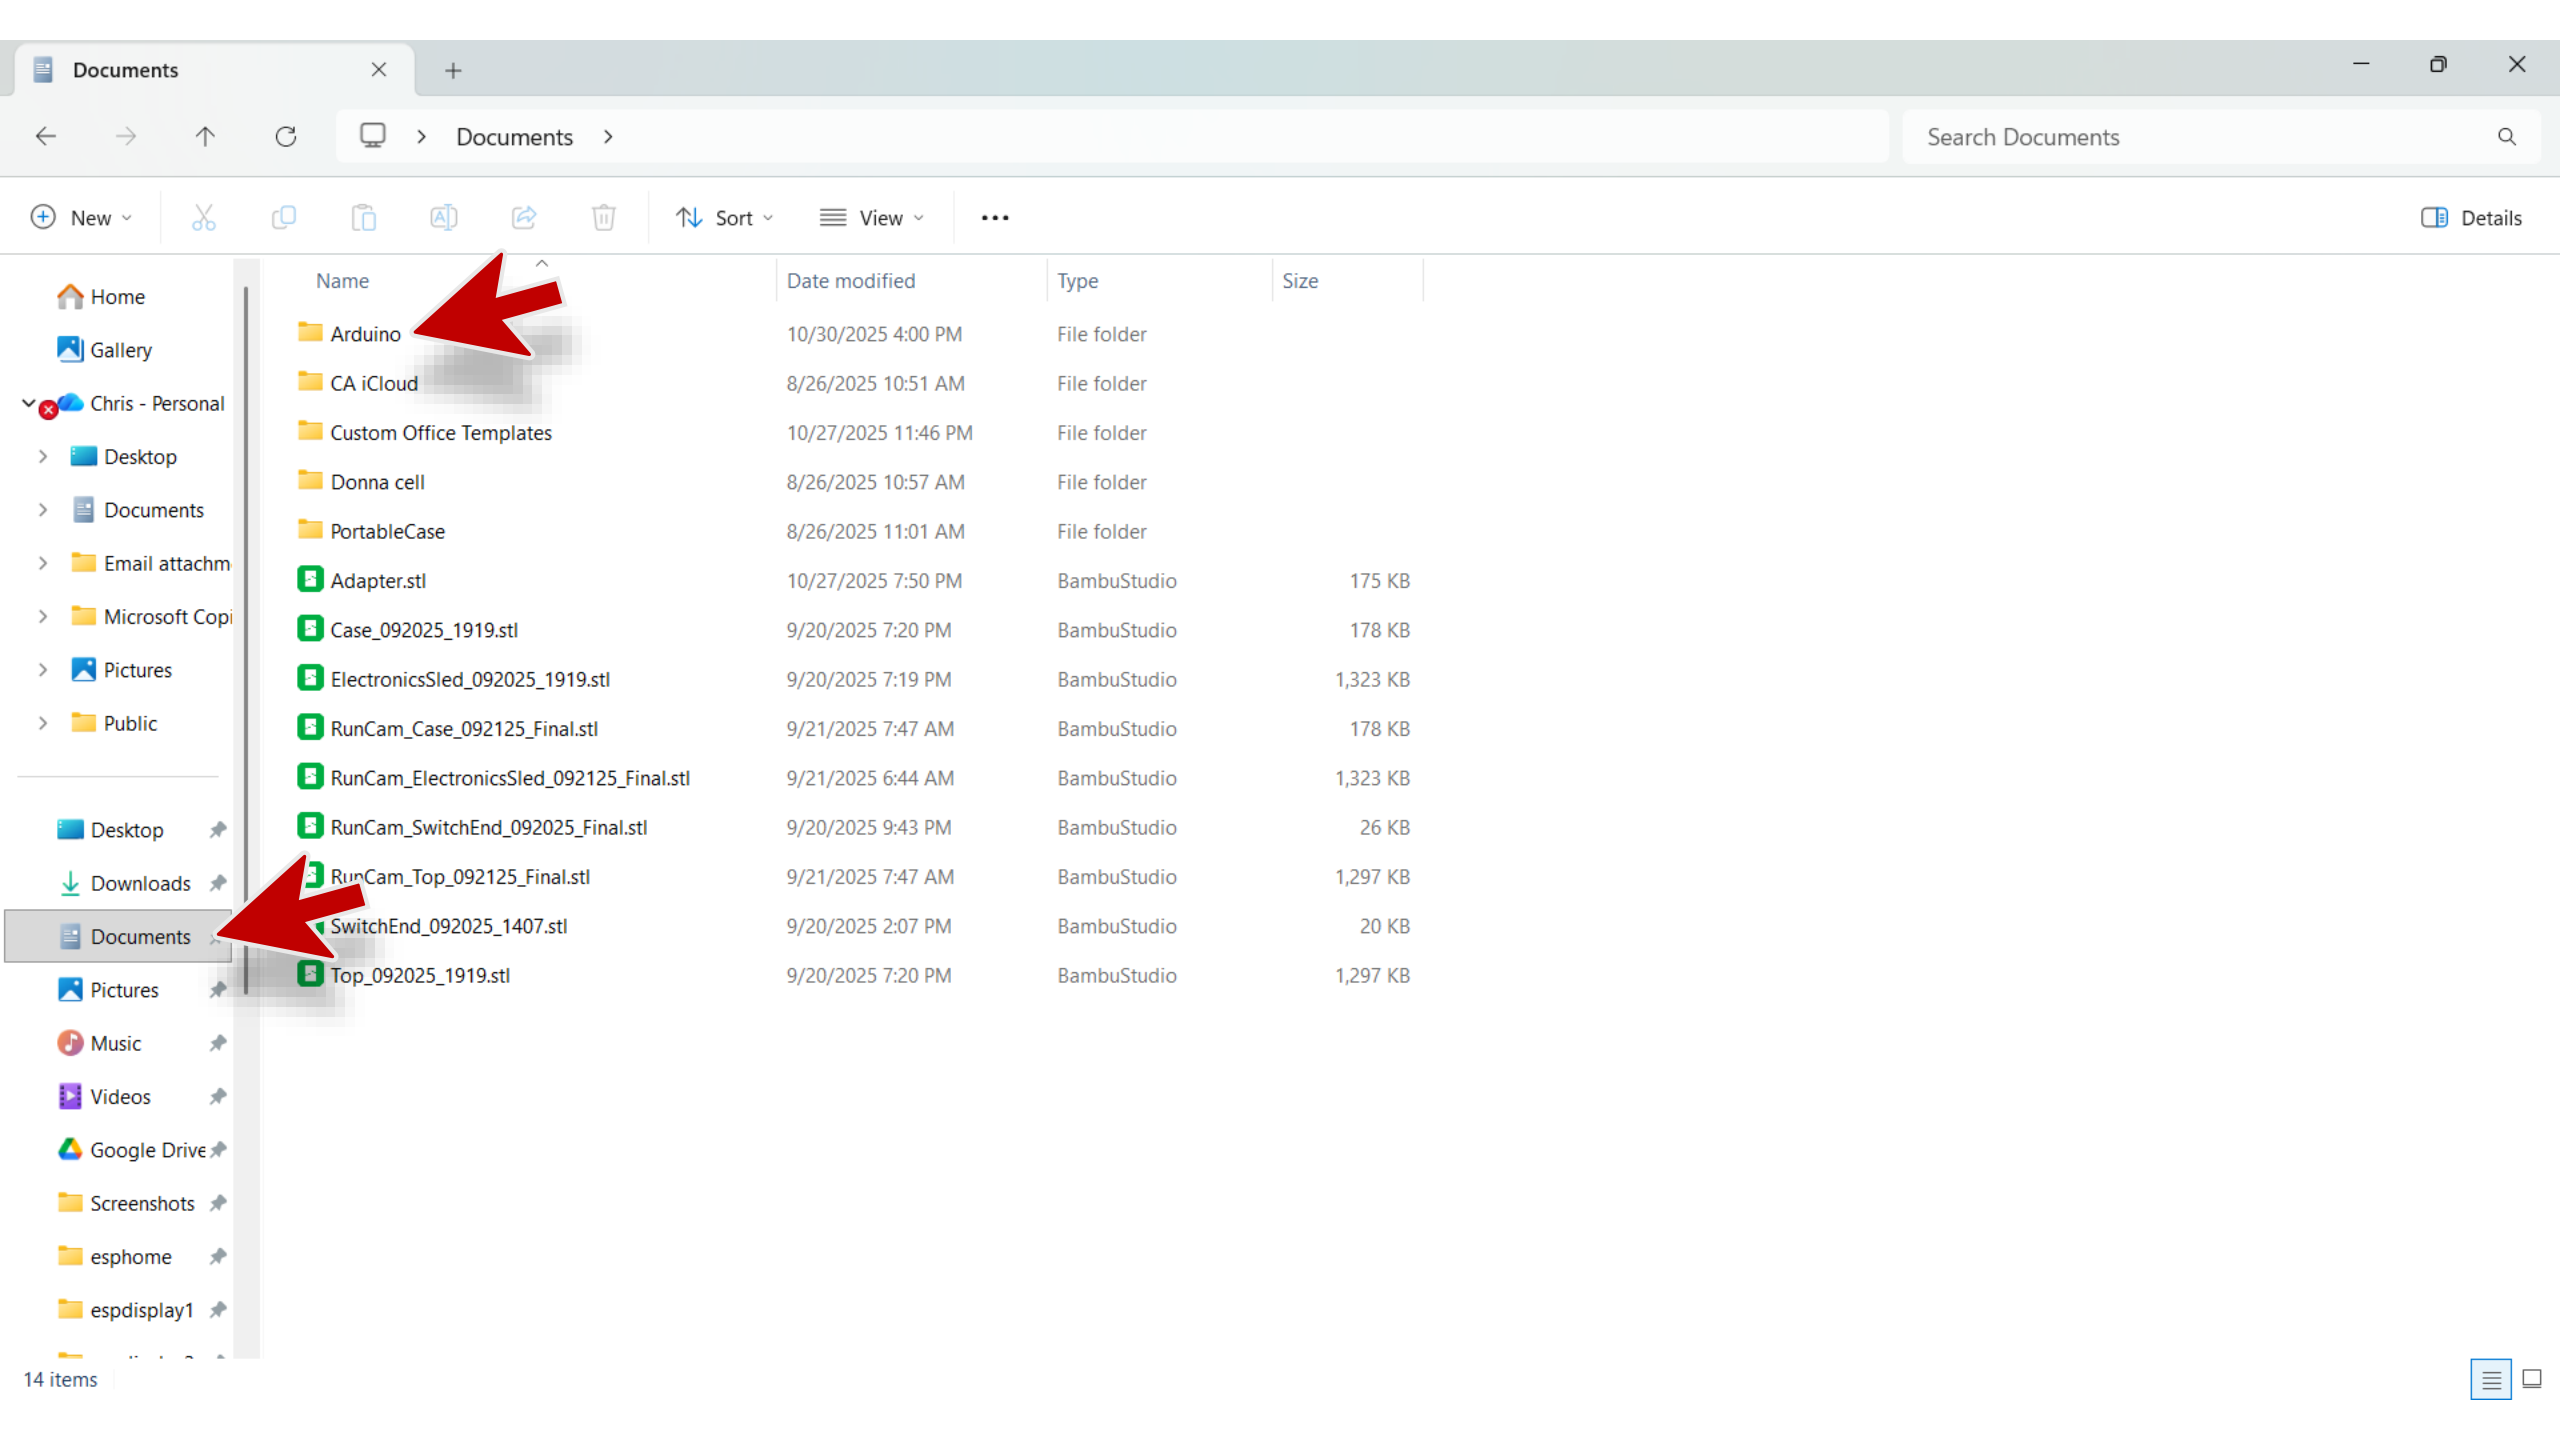 Documents
Documents
Search Documents
New
Sort
View
Details
Name Date modified Type Size
Home
Gallery
Chris - Personal
Desktop
Documents
Email attachm
Microsoft Copi
Pictures
Public
Desktop
Downloads
Documents
Pictures
Music
Videos
Google Drive
Screenshots
esphome
espdisplay1
Arduino 10/30/2025 4:00 PM File folder
CA iCloud 8/26/2025 10:51 AM File folder
Custom Office Templates 10/27/2025 11:46 PM File folder
Donna cell 8/26/2025 10:57 AM File folder
PortableCase 8/26/2025 11:01 AM File folder
Adapter.stl 10/27/2025 7:50 PM BambuStudio 175 KB
Case_092025_1919.stl 9/20/2025 7:20 PM BambuStudio 178 KB
ElectronicsSled_092025_1919.stl 9/20/2025 7:19 PM BambuStudio 1,323 KB
RunCam_Case_092125_Final.stl 9/21/2025 7:47 AM BambuStudio 178 KB
RunCam_ElectronicsSled_092125_Final.stl 9/21/2025 6:44 AM BambuStudio 1,323 KB
RunCam_SwitchEnd_092025_Final.stl 9/20/2025 9:43 PM BambuStudio 26 KB
RunCam_Top_092125_Final.stl 9/21/2025 7:47 AM BambuStudio 1,297 KB
SwitchEnd_092025_1407.stl 9/20/2025 2:07 PM BambuStudio 20 KB
Top_092025_1919.stl 9/20/2025 7:20 PM BambuStudio 1,297 KB
14 items